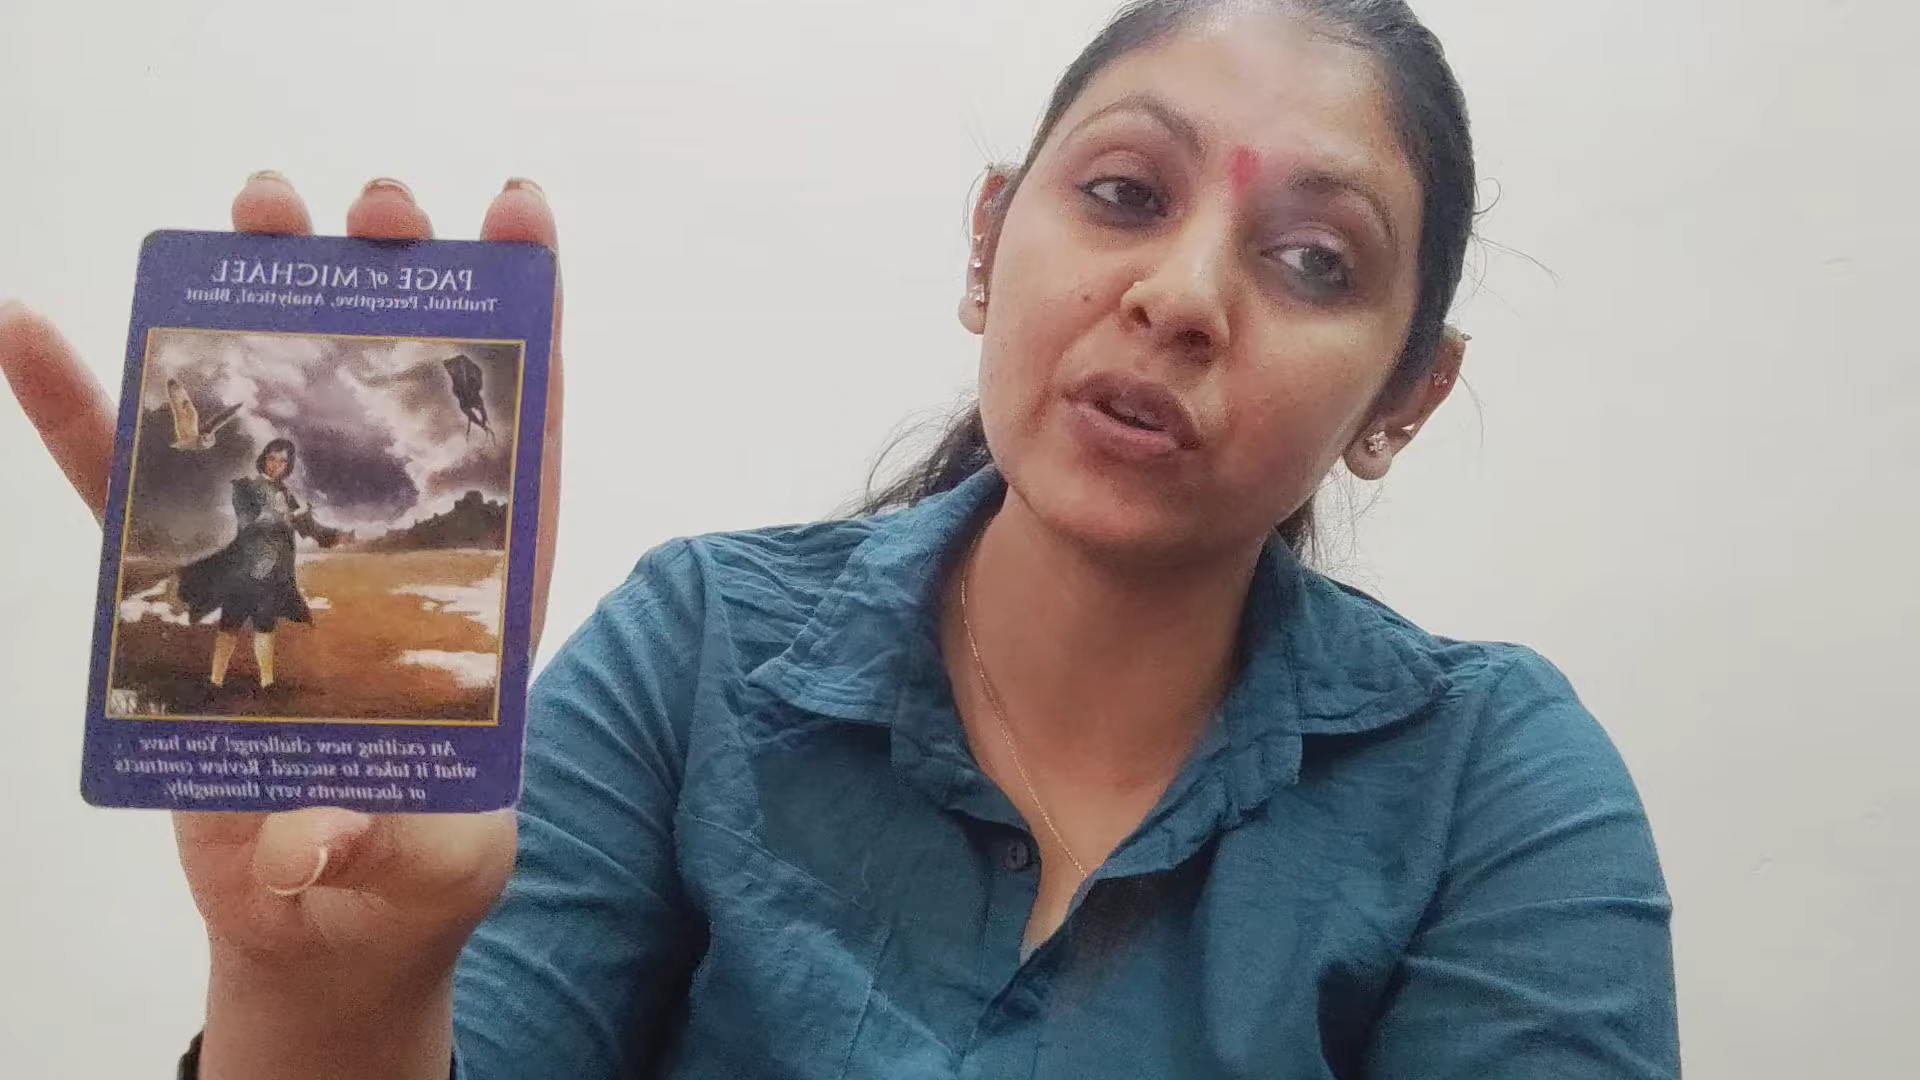 PAGE of MICHAEL
Truthful, Perceptive, Analytical, Blunt
An exciting new challenge! You have
what it takes to succeed. Review contracts
or documents very thoroughly.